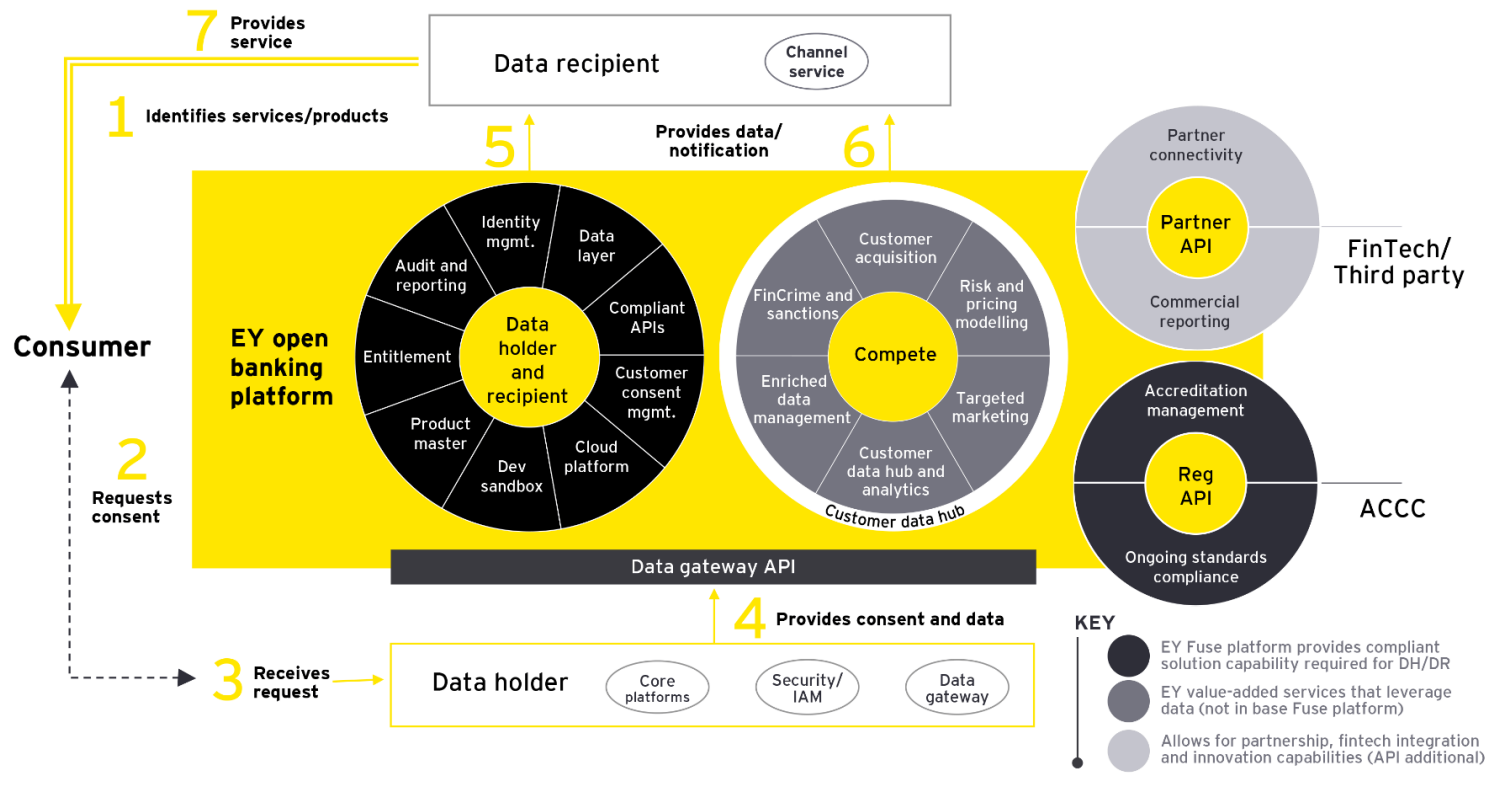 7
Provides
service
Data recipient
Channel
service
1
Identifies services/products
5
Provides data/
notification
6
EY open
banking
platform
Identity
mgmt.
Data
layer
Compliant
APIs
Customer
consent
mgmt.
Cloud
platform
Dev
sandbox
Product
master
Entitlement
Audit and
reporting
Data
holder
and
recipient
Customer
acquisition
Risk and
pricing
modelling
Targeted
marketing
Customer
data hub and
analytics
Enriched
data
management
FinCrime and
sanctions
Compete
Customer data hub
Partner
connectivity
Partner
API
Commercial
reporting
FinTech/
Third party
Accreditation
management
Reg
API
Ongoing standards
compliance
ACCC
Consumer
2
Requests
consent
Data gateway API
4
Provides consent and data
3
Receives
request
Data holder
Core
platforms
Security/
IAM
Data
gateway
KEY
EY Fuse platform provides compliant
solution capability required for DH/DR
EY value-added services that leverage
data (not in base Fuse platform)
Allows for partnership, fintech integration
and innovation capabilities (API additional)